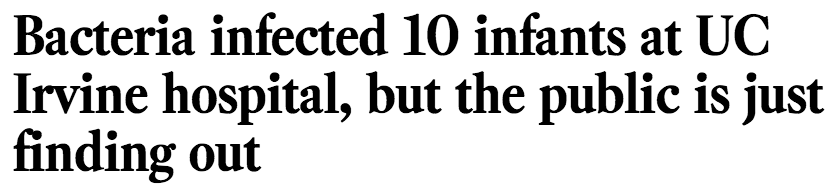 Bacteria infected 10 infants at UC
Irvine hospital, but the public is just
finding out